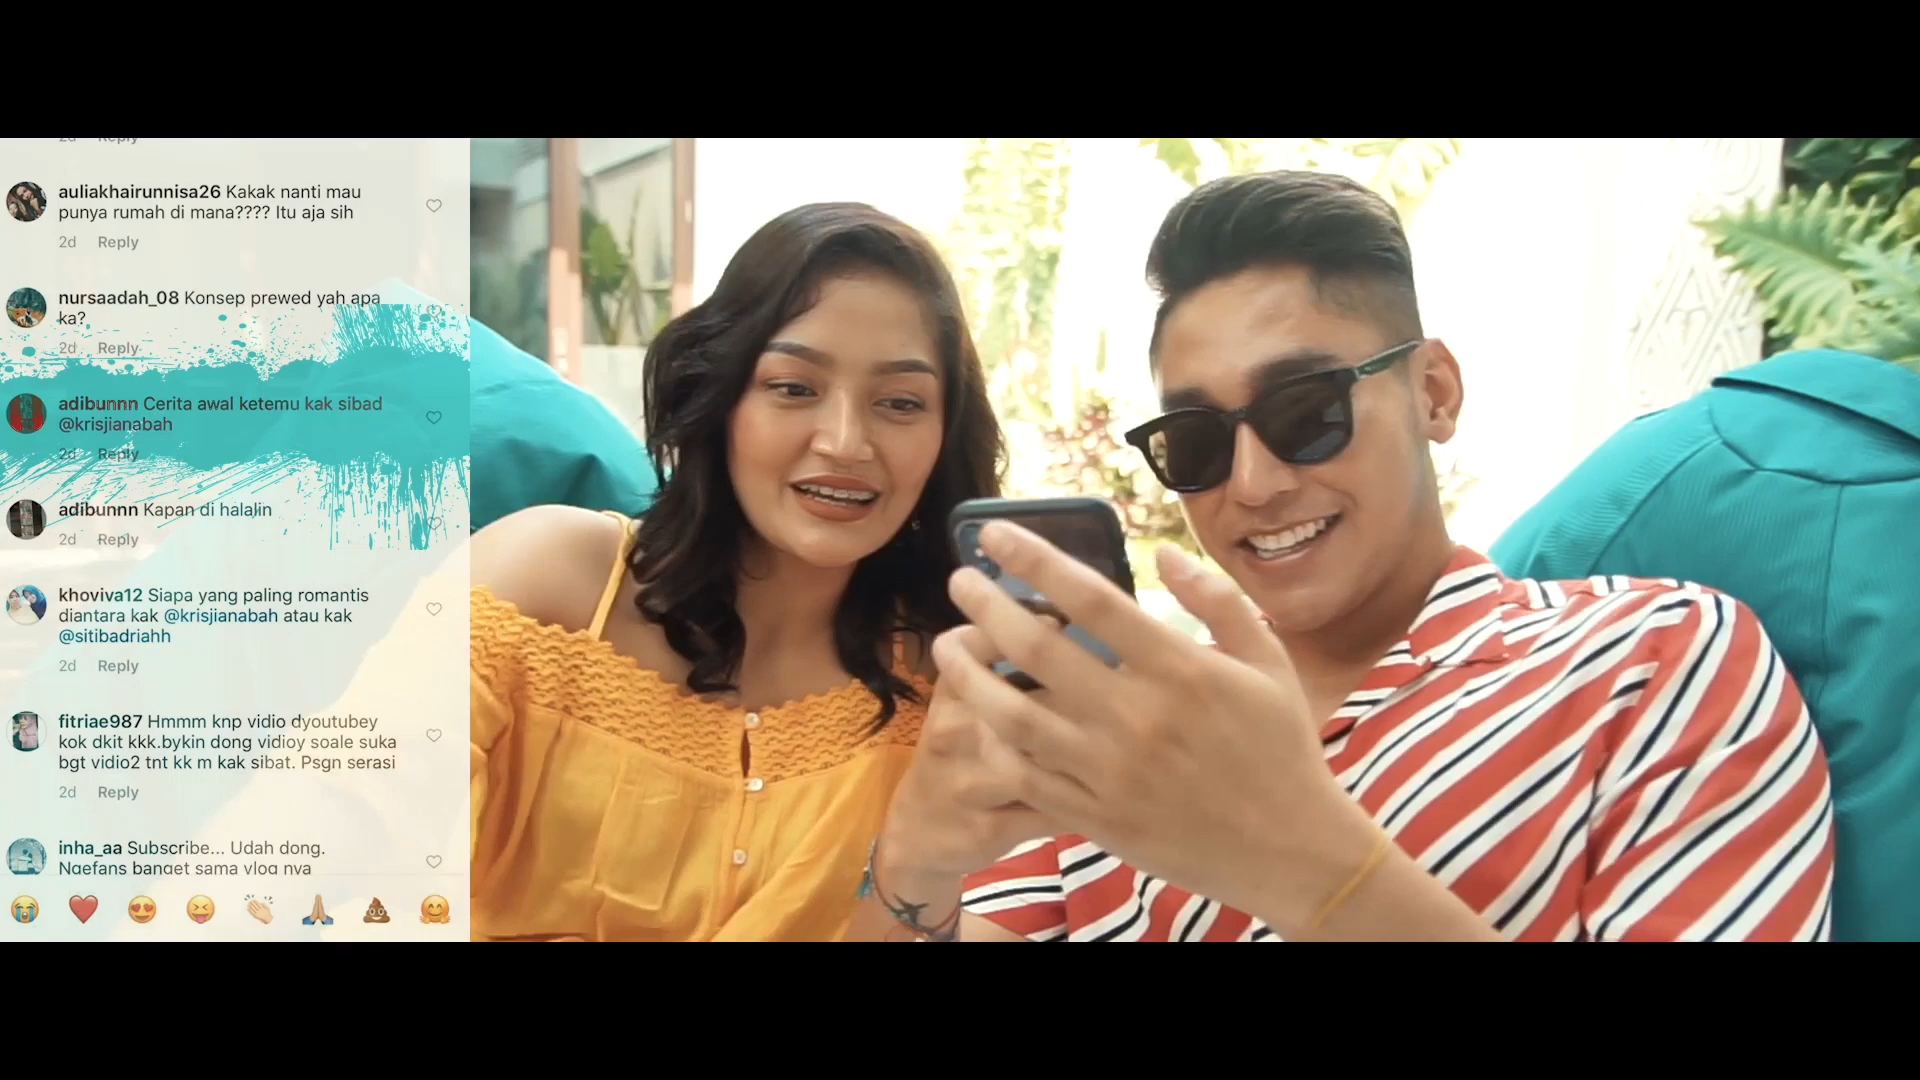 2d Reply
auliakhairunnisa26 Kakak nanti mau
punya rumah di mana???? Itu aja sih
2d Reply
nursaadah_08 Konsep prewed yah apa
ka?
2d Reply
adibunnn Cerita awal ketemu kak sibad
@krisjianabah
2d Reply
adibunnn Kapan di halalin
2d Reply
khoviva12 Siapa yang paling romantis
diantara kak @krisjianabah atau kak
@sitibadriahh
2d Reply
fitriae987 Hmmm knp vidio dyoutubey
kok dkit kkk.bykin dong vidioy soale suka
bgt vidio2 tnt kk m kak sibat. Psgn serasi
2d Reply
inha_aa Subscribe... Udah dong.
Ngefans banget sama vlog nya